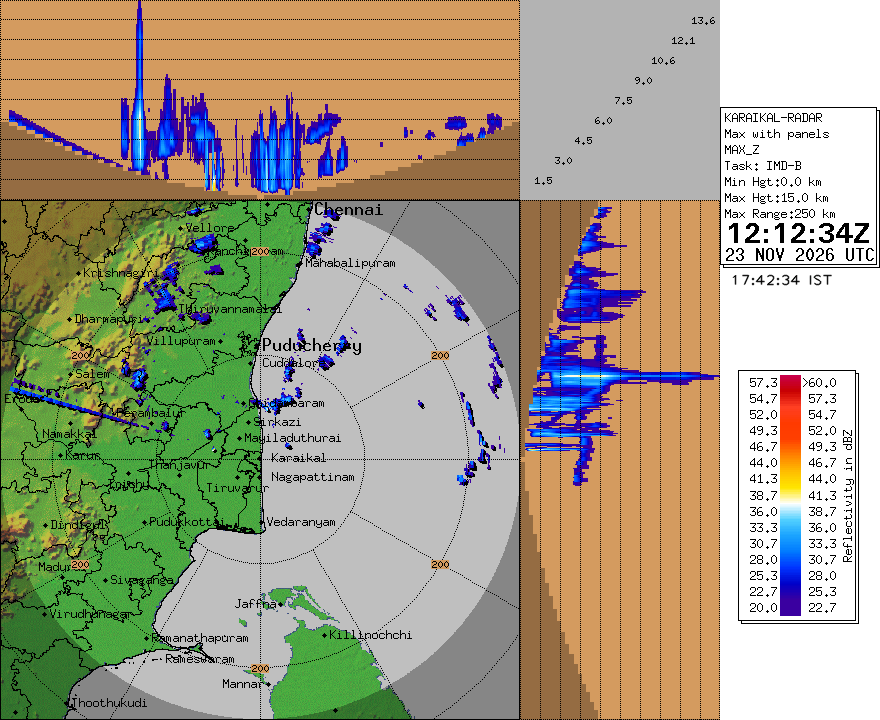 13.6
12.1
10.6
9.0
7.5
6.0
4.5
3.0
1.5
KARAIKAL-RADAR
Max with panels
MAX_Z
Task: IMD-B
Min Hgt:0.0 km
Max Hgt:15.0 km
Max Range:250 km
12:12:34Z
23 NOV 2026 UTC
17:42:34 IST
Chennai
Vellore
200
Mahabalipuram
Krishnagiri
Thiruvannamalai
Dharmapuri
Villupuram
Puducherry
200
200
Cuddalor
Salem
Erode
Perambalur
Sirkazi
Namakkal
Mayiladuthurai
Karur
Karaikal
Thanjavur
Nagapattinam
Tiruvarur
Dindigul
Pudukkottai
Vedaranyam
200
200
Sivaganga
Jaffna
Virudhunagar
Killinochchi
Ramanathapuram
Rameswaram
200
Mannar
Thoothukudi
57.3 >60.0
54.7 57.3
52.0 54.7
49.3 52.0
46.7 49.3
44.0 46.7
41.3 44.0
38.7 41.3
36.0 38.7
33.3 36.0
30.7 33.3
28.0 30.7
25.3 28.0
22.7 25.3
20.0 22.7
Reflectivity in dBZ